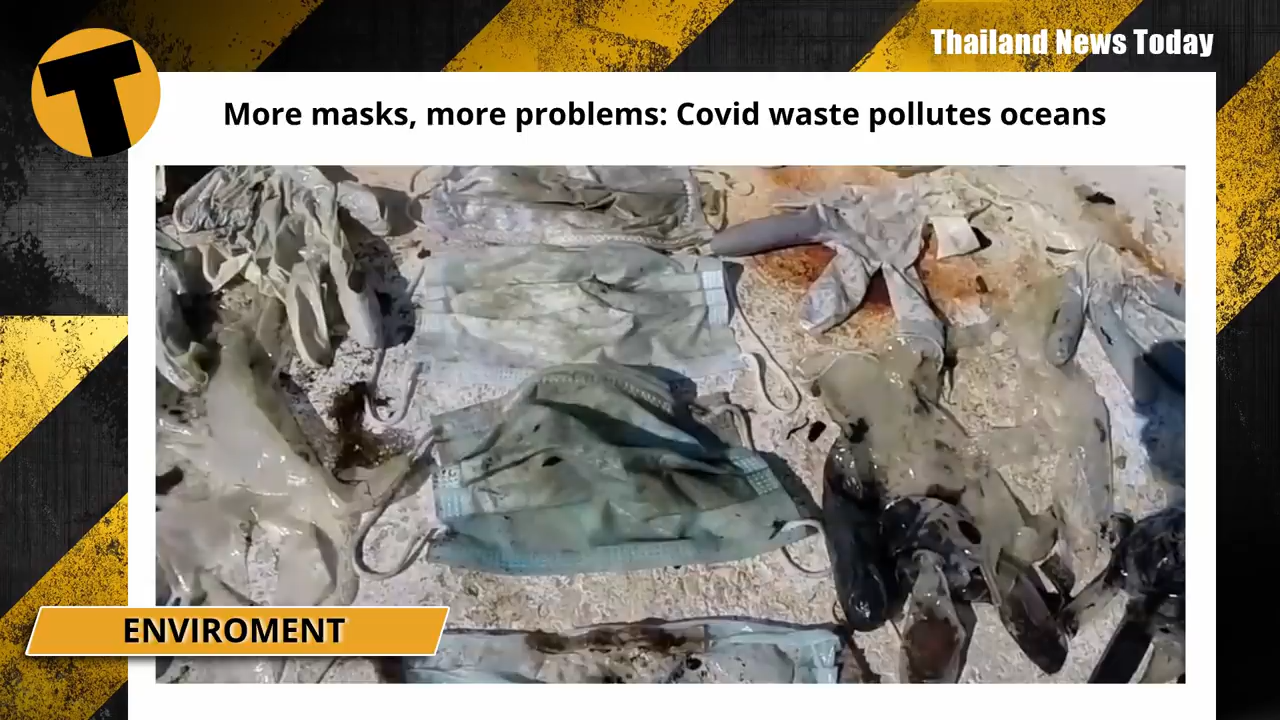 Thailand News Today
T
More masks, more problems: Covid waste pollutes oceans
ENVIROMENT